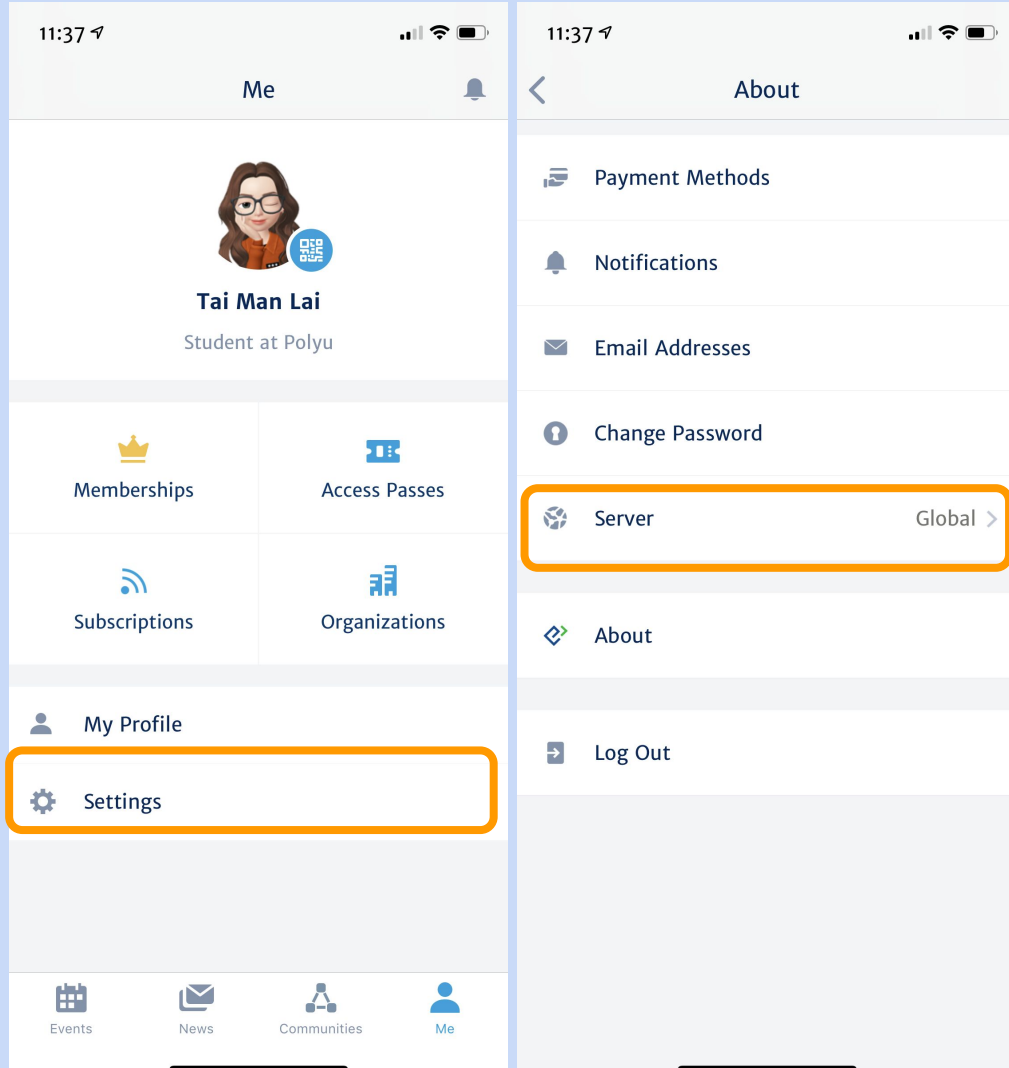 11:37
Me
Tai Man Lai
Student at Polyu
Memberships
Access Passes
Subscriptions
Organizations
My Profile
Settings
Events
News
Communities
Me
11:37
About
Payment Methods
Notifications
Email Addresses
Change Password
Server Global
About
Log Out